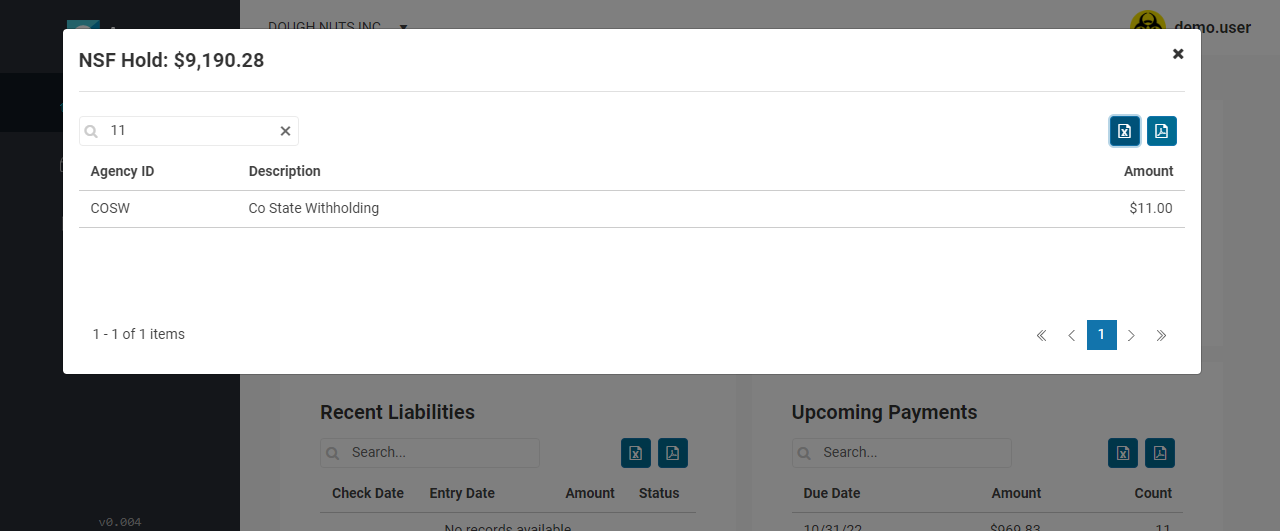 DOUGH NUTS INC
demo.user
NSF Hold: $9,190.28
11
Agency ID Description Amount
COSW Co State Withholding $11.00
1 - 1 of 1 items
1
Recent Liabilities
Search...
Check Date Entry Date Amount Status
No records available
Upcoming Payments
Search...
Due Date Amount Count
10/31/22 $969.83 11
v0.004